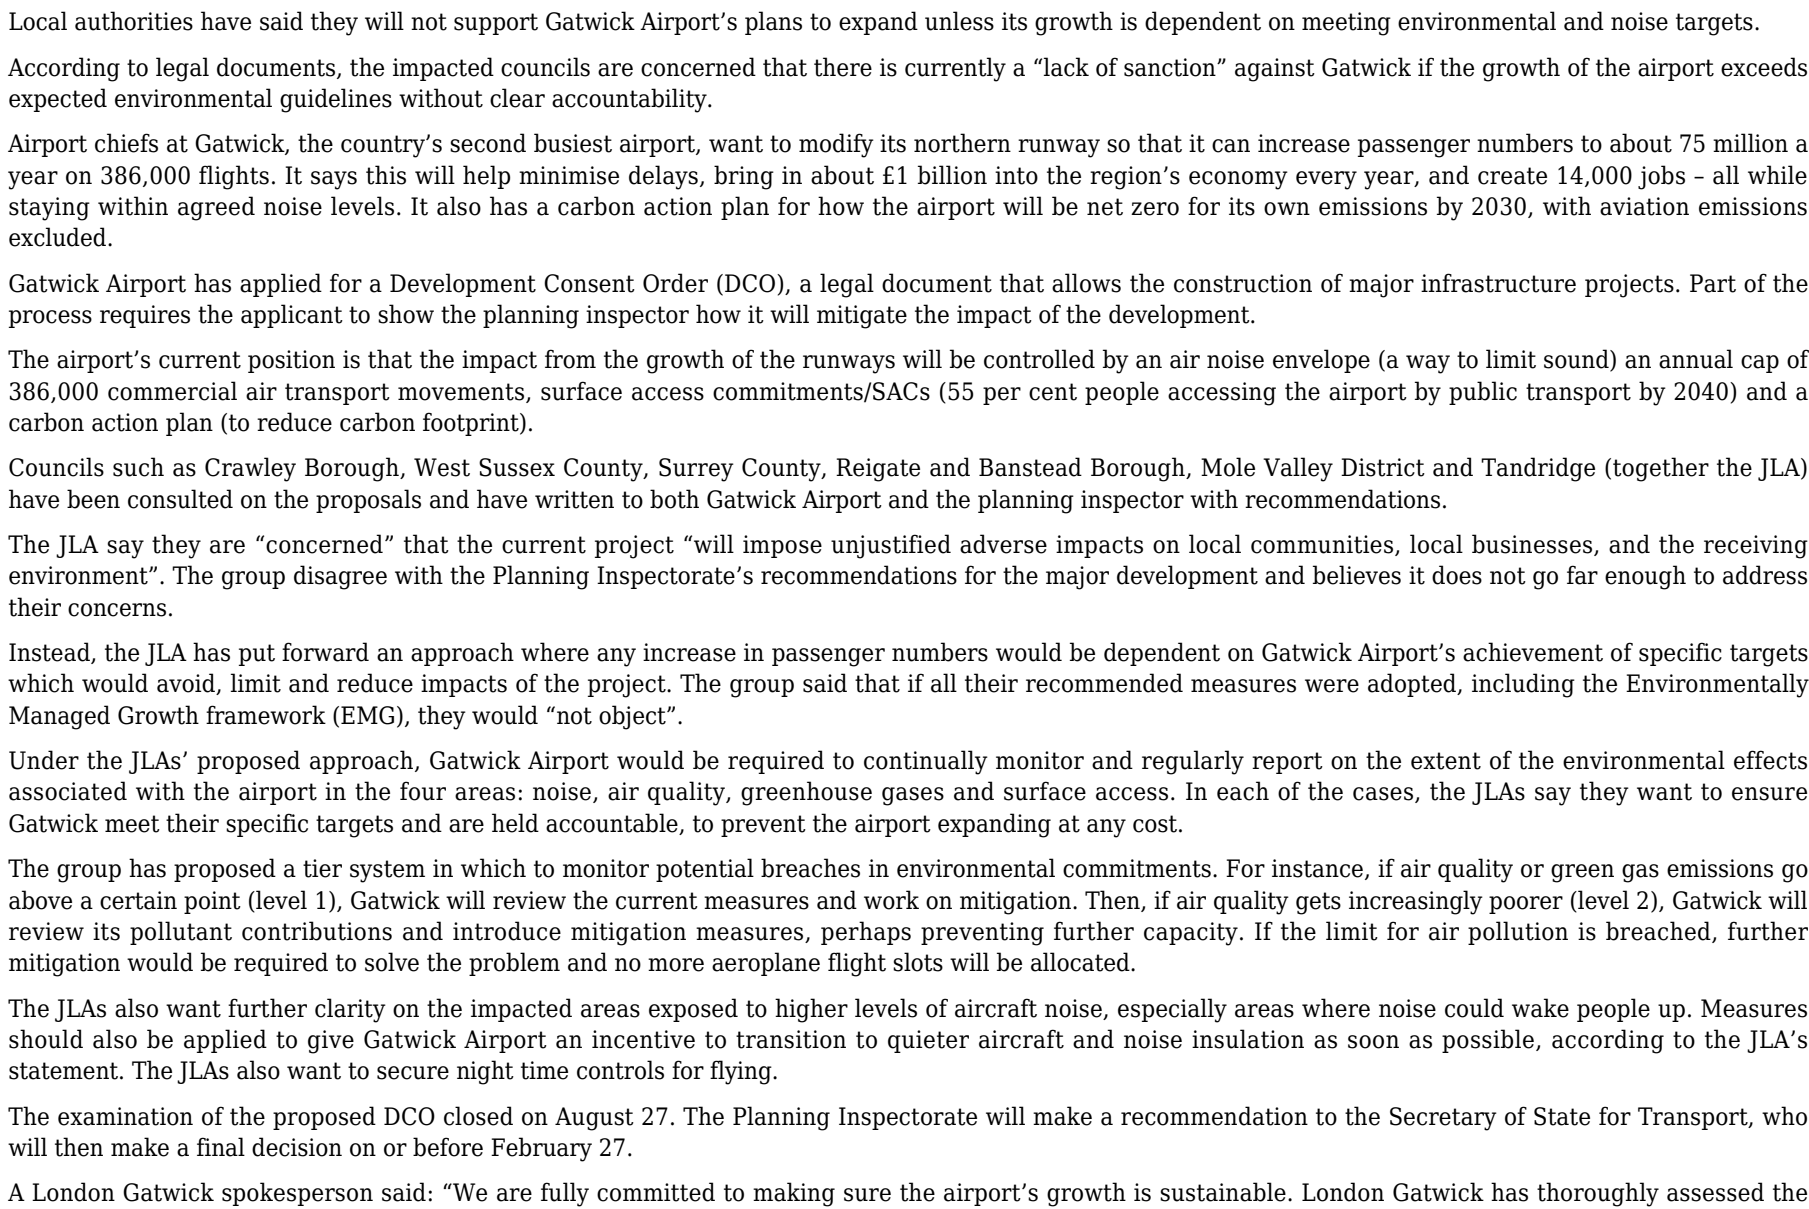 Local authorities have said they will not support Gatwick Airport’s plans to expand unless its growth is dependent on meeting environmental and noise targets.
According to legal documents, the impacted councils are concerned that there is currently a “lack of sanction” against Gatwick if the growth of the airport exceeds
expected environmental guidelines without clear accountability.
Airport chiefs at Gatwick, the country’s second busiest airport, want to modify its northern runway so that it can increase passenger numbers to about 75 million a
year on 386,000 flights. It says this will help minimise delays, bring in about £1 billion into the region’s economy every year, and create 14,000 jobs – all while
staying within agreed noise levels. It also has a carbon action plan for how the airport will be net zero for its own emissions by 2030, with aviation emissions
excluded.
Gatwick Airport has applied for a Development Consent Order (DCO), a legal document that allows the construction of major infrastructure projects. Part of the
process requires the applicant to show the planning inspector how it will mitigate the impact of the development.
The airport’s current position is that the impact from the growth of the runways will be controlled by an air noise envelope (a way to limit sound) an annual cap of
386,000 commercial air transport movements, surface access commitments/SACs (55 per cent people accessing the airport by public transport by 2040) and a
carbon action plan (to reduce carbon footprint).
Councils such as Crawley Borough, West Sussex County, Surrey County, Reigate and Banstead Borough, Mole Valley District and Tandridge (together the JLA)
have been consulted on the proposals and have written to both Gatwick Airport and the planning inspector with recommendations.
The JLA say they are “concerned” that the current project “will impose unjustified adverse impacts on local communities, local businesses, and the receiving
environment”. The group disagree with the Planning Inspectorate’s recommendations for the major development and believes it does not go far enough to address
their concerns.
Instead, the JLA has put forward an approach where any increase in passenger numbers would be dependent on Gatwick Airport’s achievement of specific targets
which would avoid, limit and reduce impacts of the project. The group said that if all their recommended measures were adopted, including the Environmentally
Managed Growth framework (EMG), they would “not object”.
Under the JLAs’ proposed approach, Gatwick Airport would be required to continually monitor and regularly report on the extent of the environmental effects
associated with the airport in the four areas: noise, air quality, greenhouse gases and surface access. In each of the cases, the JLAs say they want to ensure
Gatwick meet their specific targets and are held accountable, to prevent the airport expanding at any cost.
The group has proposed a tier system in which to monitor potential breaches in environmental commitments. For instance, if air quality or green gas emissions go
above a certain point (level 1), Gatwick will review the current measures and work on mitigation. Then, if air quality gets increasingly poorer (level 2), Gatwick will
review its pollutant contributions and introduce mitigation measures, perhaps preventing further capacity. If the limit for air pollution is breached, further
mitigation would be required to solve the problem and no more aeroplane flight slots will be allocated.
The JLAs also want further clarity on the impacted areas exposed to higher levels of aircraft noise, especially areas where noise could wake people up. Measures
should also be applied to give Gatwick Airport an incentive to transition to quieter aircraft and noise insulation as soon as possible, according to the JLA’s
statement. The JLAs also want to secure night time controls for flying.
The examination of the proposed DCO closed on August 27. The Planning Inspectorate will make a recommendation to the Secretary of State for Transport, who
will then make a final decision on or before February 27.
A London Gatwick spokesperson said: “We are fully committed to making sure the airport’s growth is sustainable. London Gatwick has thoroughly assessed the